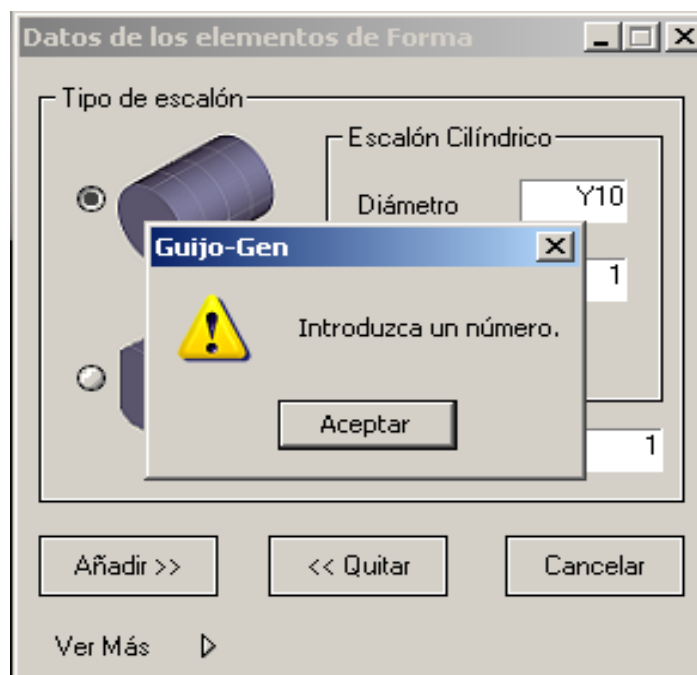 Datos de los elementos de Forma
Tipo de escalón
Escalón Cilíndrico
Diámetro
Y10
Guijo-Gen
1
Introduzca un número.
Aceptar
1
Añadir >>
<< Quitar
Cancelar
Ver Más